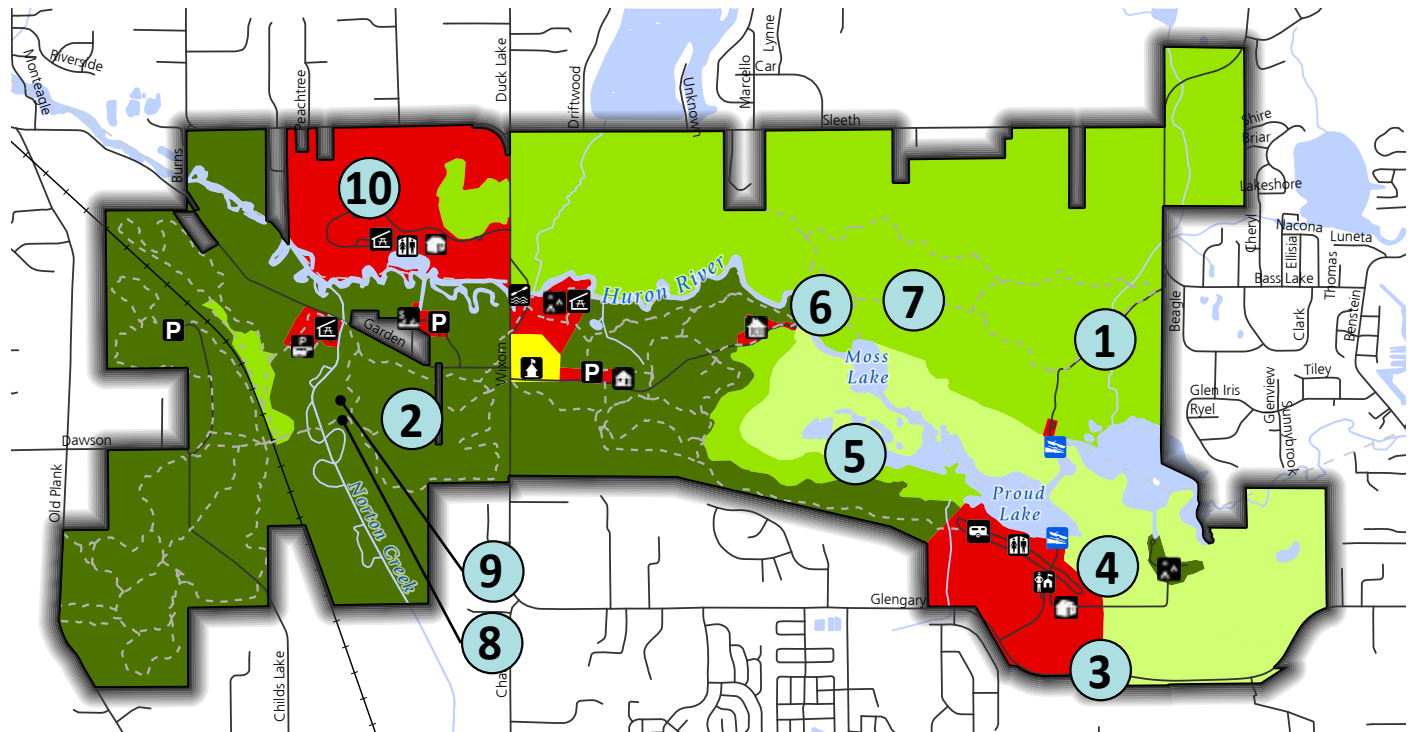 Riverside
Monteagle
Peachtree
Duck Lake
Driftwood
Unknown
Marcello
Lynne
Car
Sleeth
Shire
Briar
Burns
10
Lakeshore
Cheryl
Nacona
Ellisia
Luneta
Thomas
Bass Lake
Benstein
Clark
Beagle
Huron River
6
7
1
P
P
Garden
Wixom
P
Moss
Lake
Tiley
Glen Iris
Ryel
Glenview
Sunnybrook
2
5
Dawson
Old Plank
Norton Creek
Proud
Lake
9
4
Glengary
8
3
Childs Lake
Cha